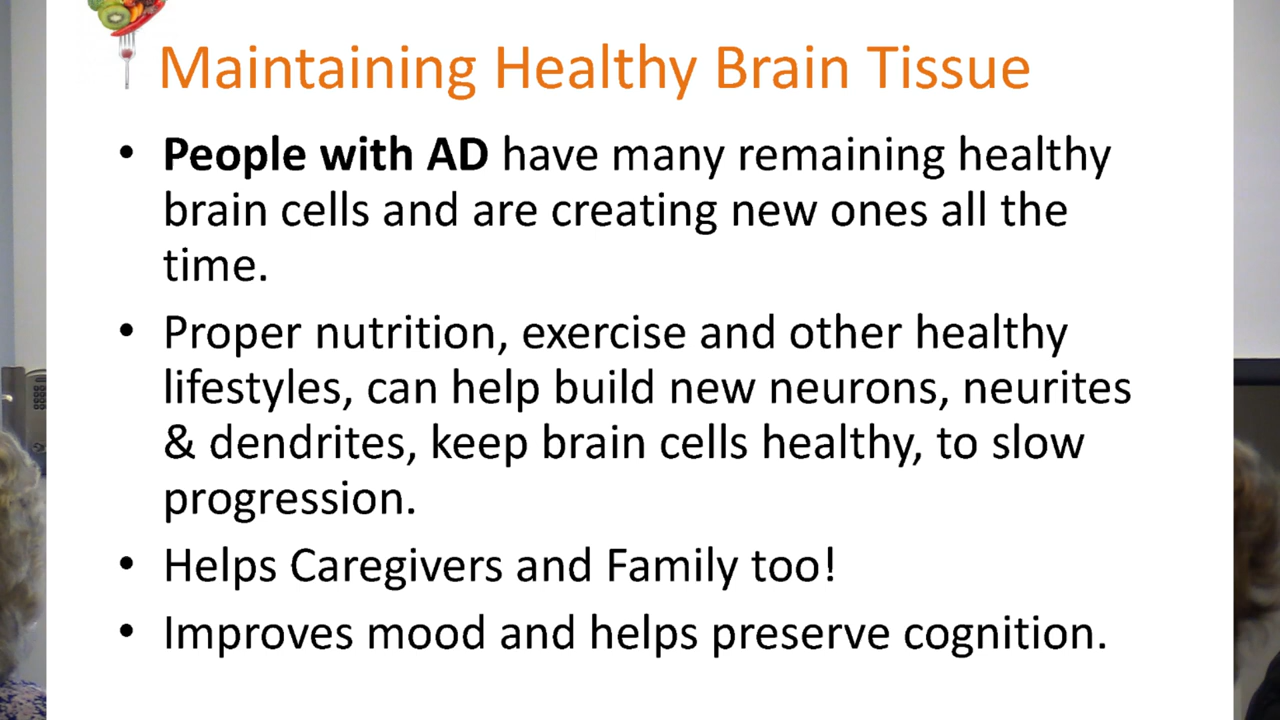 Maintaining Healthy Brain Tissue
• People with AD have many remaining healthy
brain cells and are creating new ones all the
time.
• Proper nutrition, exercise and other healthy
lifestyles, can help build new neurons, neurites
& dendrites, keep brain cells healthy, to slow
progression.
• Helps Caregivers and Family too!
• Improves mood and helps preserve cognition.